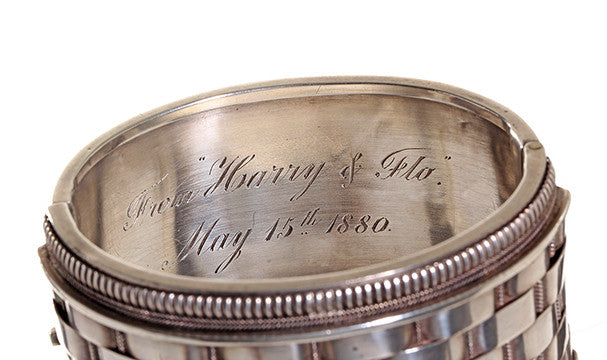 From "Harry & Flo."
May 15th 1880.